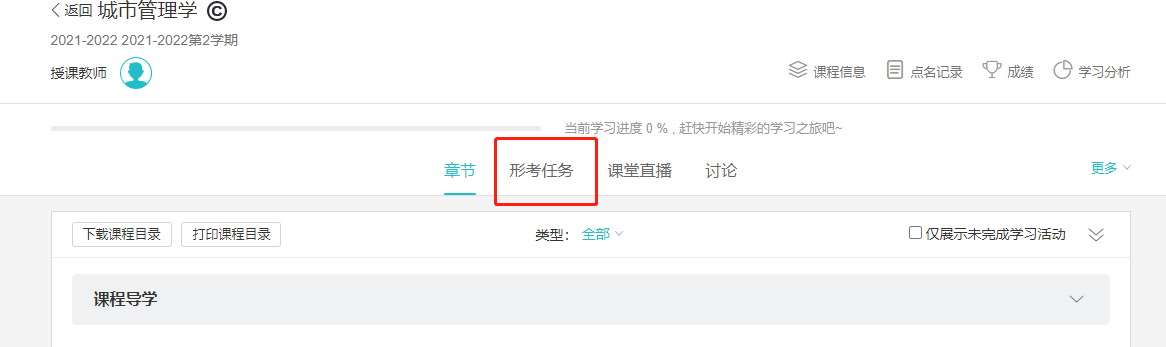 返回 城市管理学 ©
2021-2022 2021-2022第2学期
授课教师
课程信息 点名记录 成绩 学习分析
当前学习进度 0 % , 赶快开始精彩的学习之旅吧~
章节 形考任务 课堂直播 讨论 更多
下载课程目录 打印课程目录 类型: 全部 仅展示未完成学习活动
课程导学